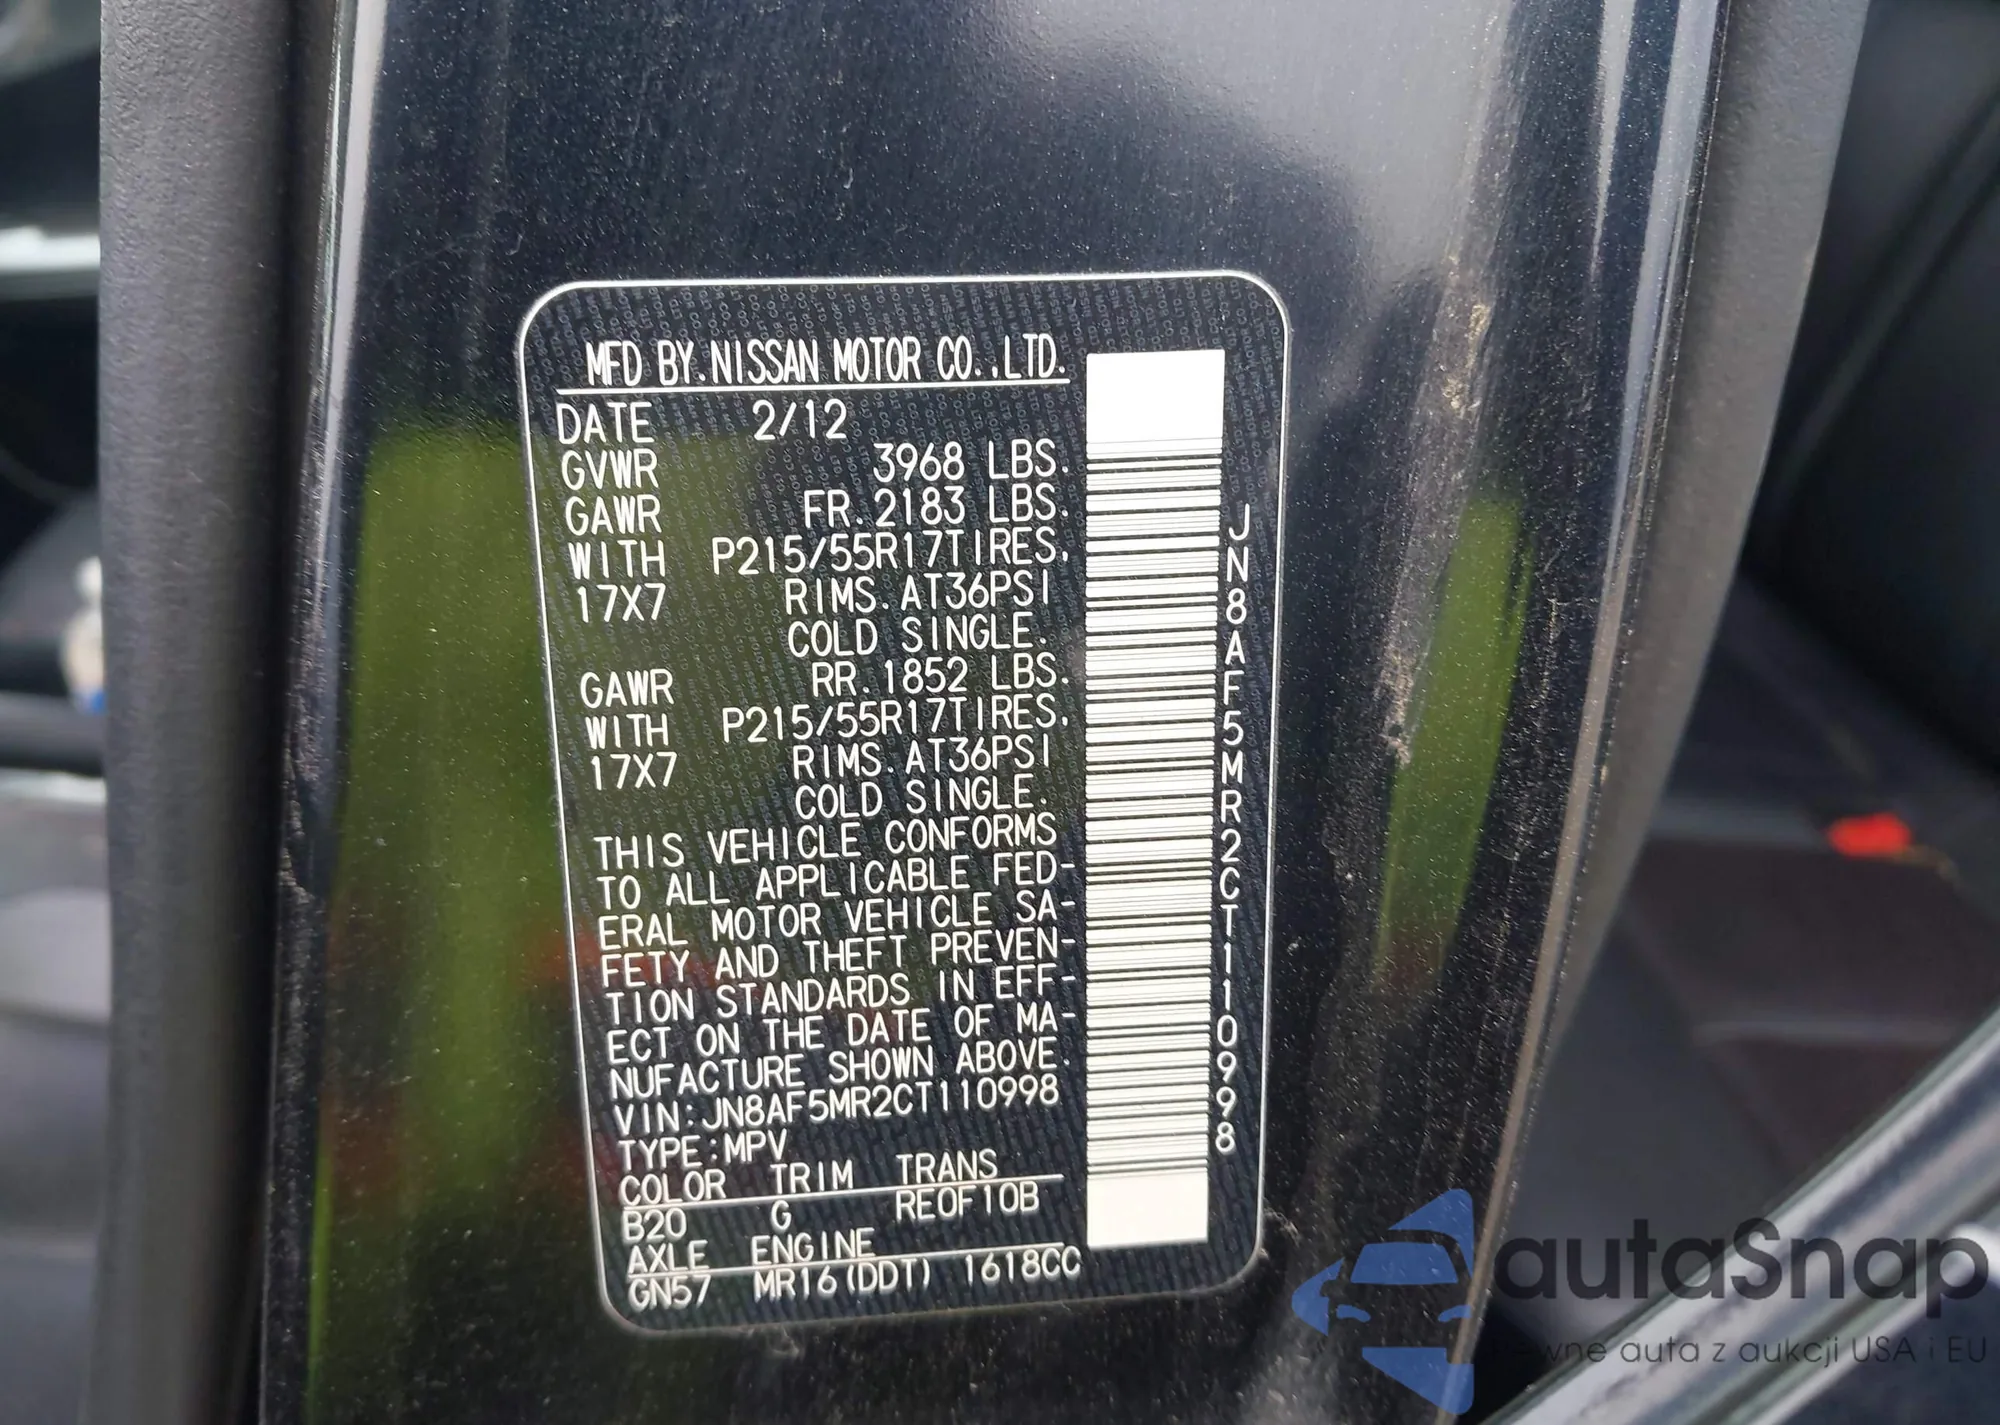 MFD BY.NISSAN MOTOR CO.,LTD.
DATE 2/12
GVWR 3968 LBS.
GAWR FR.2183 LBS.
WITH P215/55R17TIRES.
17X7 RIMS.AT36PSI
COLD SINGLE.
GAWR RR.1852 LBS.
WITH P215/55R17TIRES.
17X7 RIMS.AT36PSI
COLD SINGLE.
THIS VEHICLE CONFORMS
TO ALL APPLICABLE FED-
ERAL MOTOR VEHICLE SA-
FETY AND THEFT PREVEN-
TION STANDARDS IN EFF-
ECT ON THE DATE OF MA-
NUFACTURE SHOWN ABOVE.
VIN:JN8AF5MR2CT110998
TYPE:MPV
COLOR TRIM TRANS
B20 G RE0F10B
AXLE ENGINE
GN57 MR16(DDT) 1618CC
JN8AF5MR2CT110998
autaSnap
auta z aukcji USA i EU